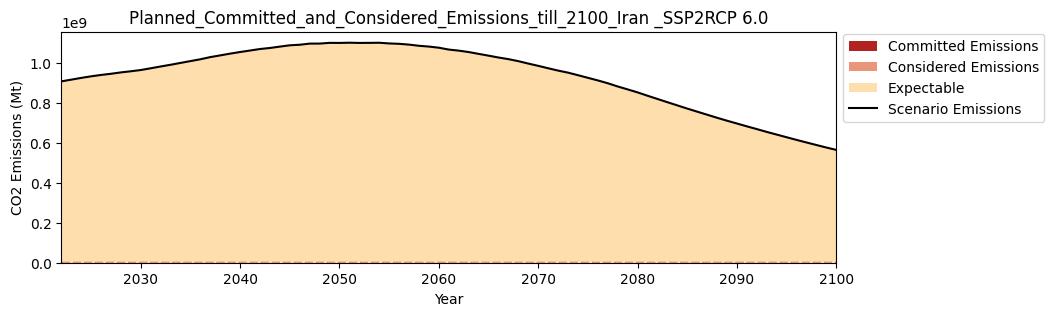 Planned_Committed_and_Considered_Emissions_till_2100_Iran _SSP2RCP 6.0
1e9
1.0
0.8
0.6
0.4
0.2
0.0
CO2 Emissions (Mt)
2030 2040 2050 2060 2070 2080 2090 2100
Year
Committed Emissions
Considered Emissions
Expectable
Scenario Emissions